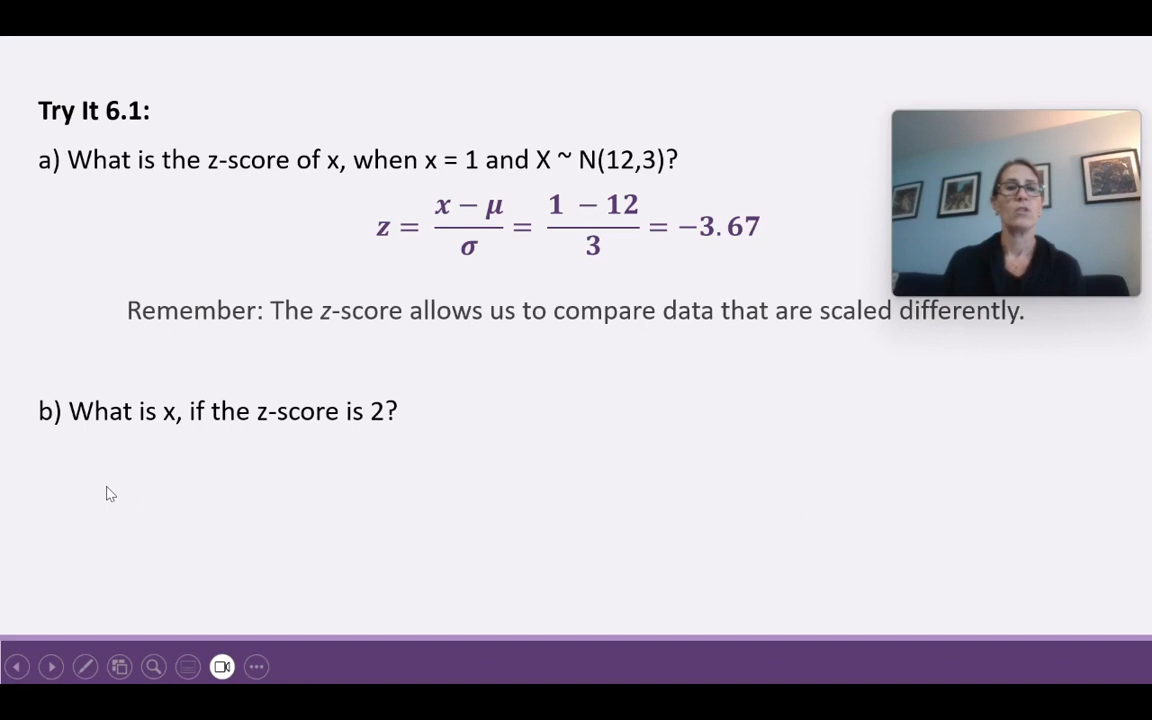 Try It 6.1:
a) What is the z-score of x, when x = 1 and X ~ N(12,3)?
z = x − μ / σ = 1 − 12 / 3 = −3.67
Remember: The z-score allows us to compare data that are scaled differently.
b) What is x, if the z-score is 2?